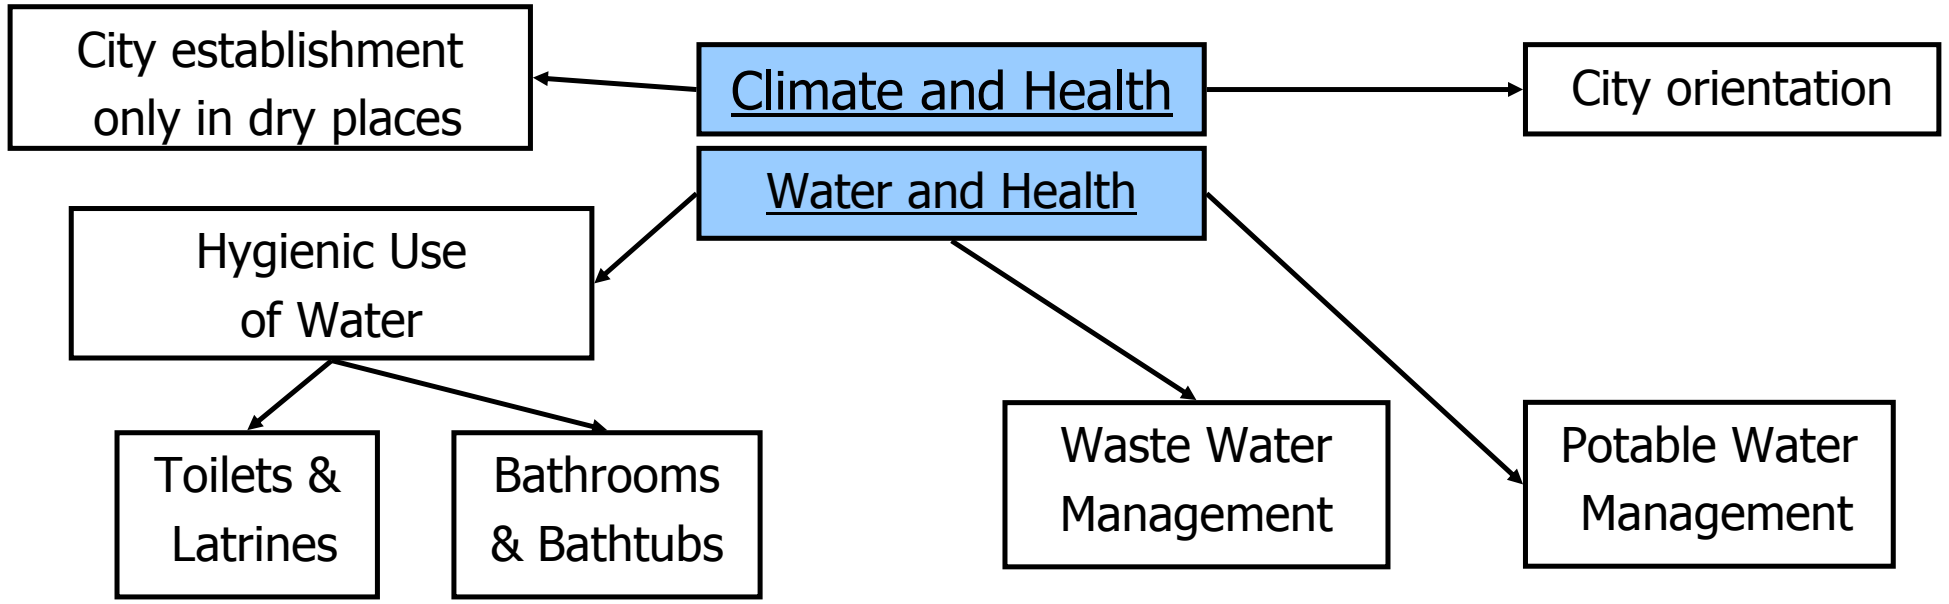 City establishment
only in dry places
Climate and Health
City orientation
Water and Health
Hygienic Use
of Water
Toilets &
Latrines
Bathrooms
& Bathtubs
Waste Water
Management
Potable Water
Management